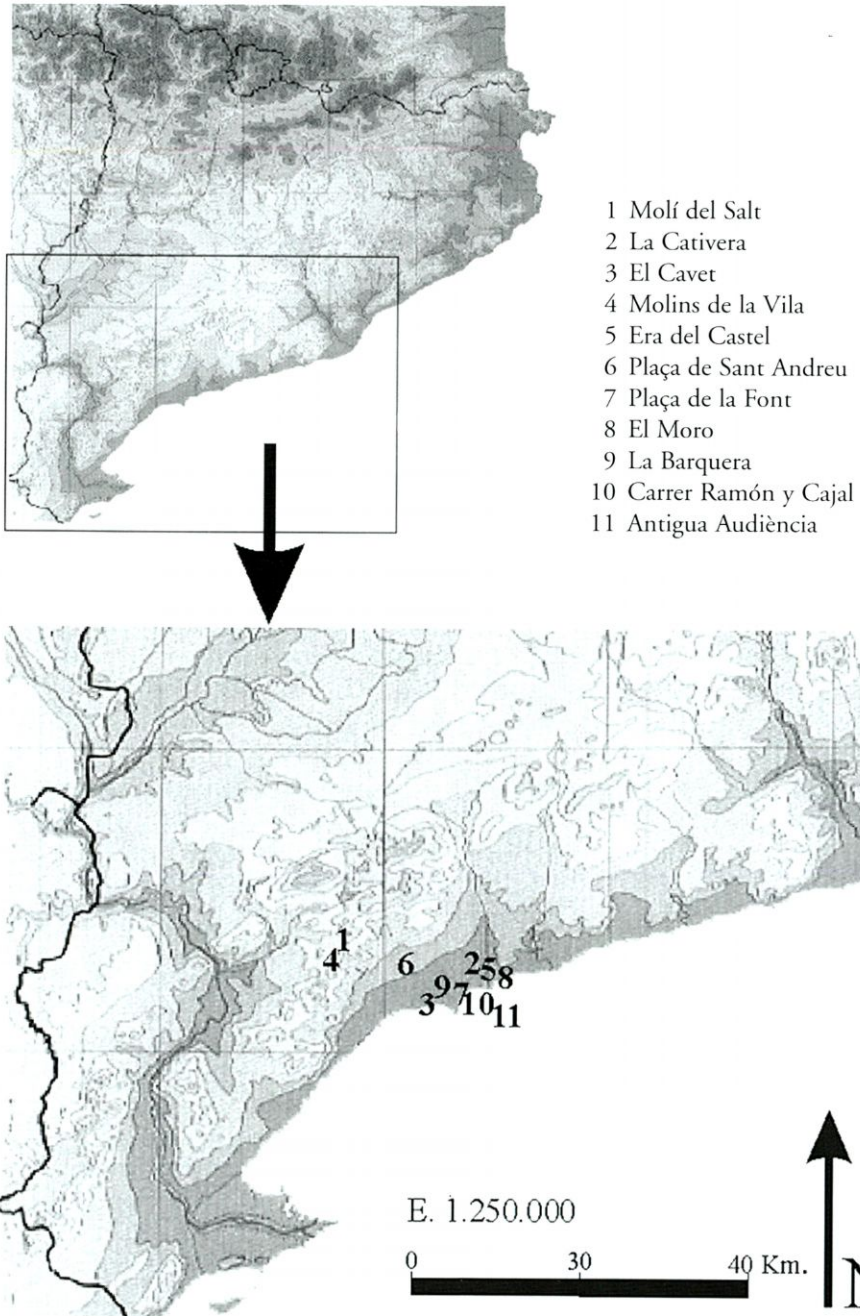 1 Molí del Salt
2 La Cativera
3 El Cavet
4 Molins de la Vila
5 Era del Castel
6 Plaça de Sant Andreu
7 Plaça de la Font
8 El Moro
9 La Barquera
10 Carrer Ramón y Cajal
11 Antigua Audiència
1
4
6
2
5
8
9
7
3
10
11
E. 1.250.000
0 30 40 Km.
N